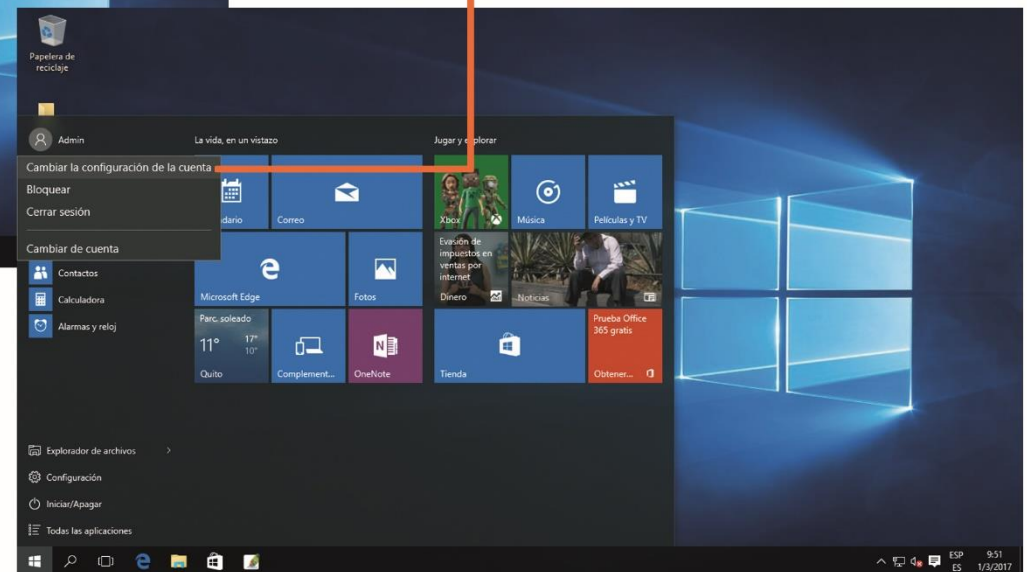 Papelera de
reciclaje
Admin
La vida, en un vistazo
Jugar y explorar
Cambiar la configuración de la cuenta
Bloquear
Cerrar sesión
Cambiar de cuenta
Contactos
Calculadora
Alarmas y reloj
dario
Correo
Xbox
Música
Películas y TV
Microsoft Edge
Fotos
Evasión de
impuestos en
ventas por
internet
Dinero
Noticias
Parc. soleado
11°
17°
10°
Quito
Complement...
OneNote
Tienda
Prueba Office
365 gratis
Obtener...
Explorador de archivos
Configuración
Iniciar/Apagar
Todas las aplicaciones
ESP
ES
9:51
1/3/2017